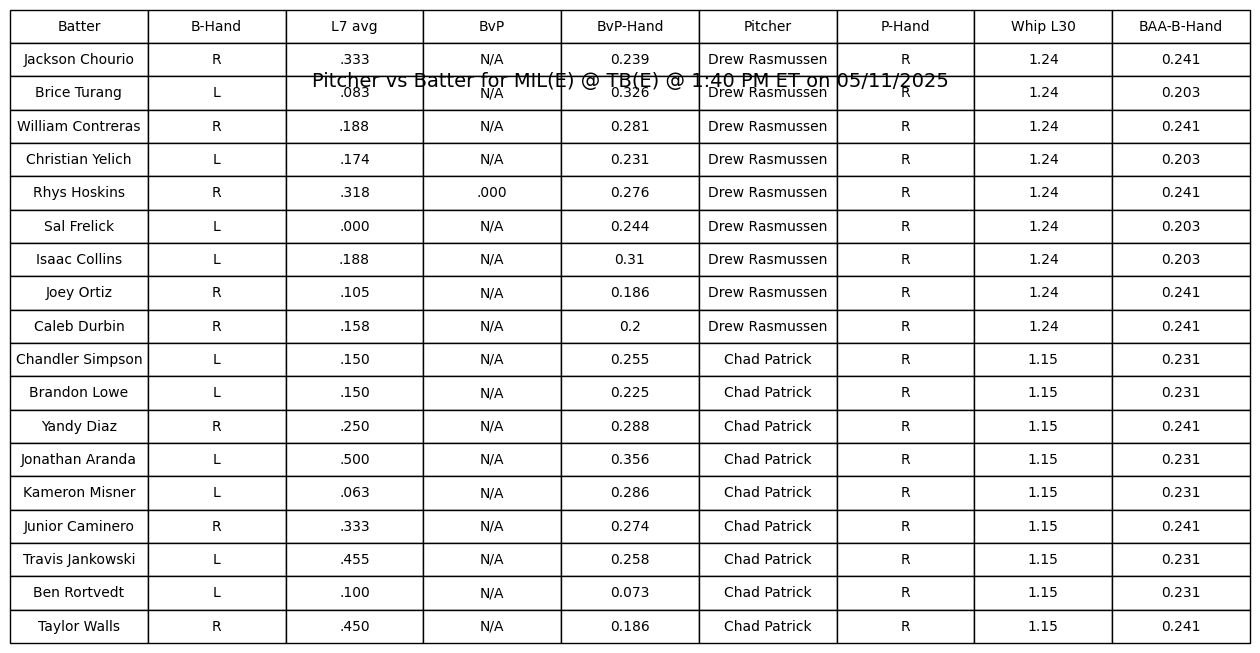 Batter B-Hand L7 avg BvP BvP-Hand Pitcher P-Hand Whip L30 BAA-B-Hand
Jackson Chourio R .333 N/A 0.239 Drew Rasmussen R 1.24 0.241
Pitcher vs Batter for MIL(E) @ TB(E) @ 1:40 PM ET on 05/11/2025
Brice Turang L .083 N/A 0.326 Drew Rasmussen R 1.24 0.203
William Contreras R .188 N/A 0.281 Drew Rasmussen R 1.24 0.241
Christian Yelich L .174 N/A 0.231 Drew Rasmussen R 1.24 0.203
Rhys Hoskins R .318 .000 0.276 Drew Rasmussen R 1.24 0.241
Sal Frelick L .000 N/A 0.244 Drew Rasmussen R 1.24 0.203
Isaac Collins L .188 N/A 0.31 Drew Rasmussen R 1.24 0.203
Joey Ortiz R .105 N/A 0.186 Drew Rasmussen R 1.24 0.241
Caleb Durbin R .158 N/A 0.2 Drew Rasmussen R 1.24 0.241
Chandler Simpson L .150 N/A 0.255 Chad Patrick R 1.15 0.231
Brandon Lowe L .150 N/A 0.225 Chad Patrick R 1.15 0.231
Yandy Diaz R .250 N/A 0.288 Chad Patrick R 1.15 0.241
Jonathan Aranda L .500 N/A 0.356 Chad Patrick R 1.15 0.231
Kameron Misner L .063 N/A 0.286 Chad Patrick R 1.15 0.231
Junior Caminero R .333 N/A 0.274 Chad Patrick R 1.15 0.241
Travis Jankowski L .455 N/A 0.258 Chad Patrick R 1.15 0.231
Ben Rortvedt L .100 N/A 0.073 Chad Patrick R 1.15 0.231
Taylor Walls R .450 N/A 0.186 Chad Patrick R 1.15 0.241